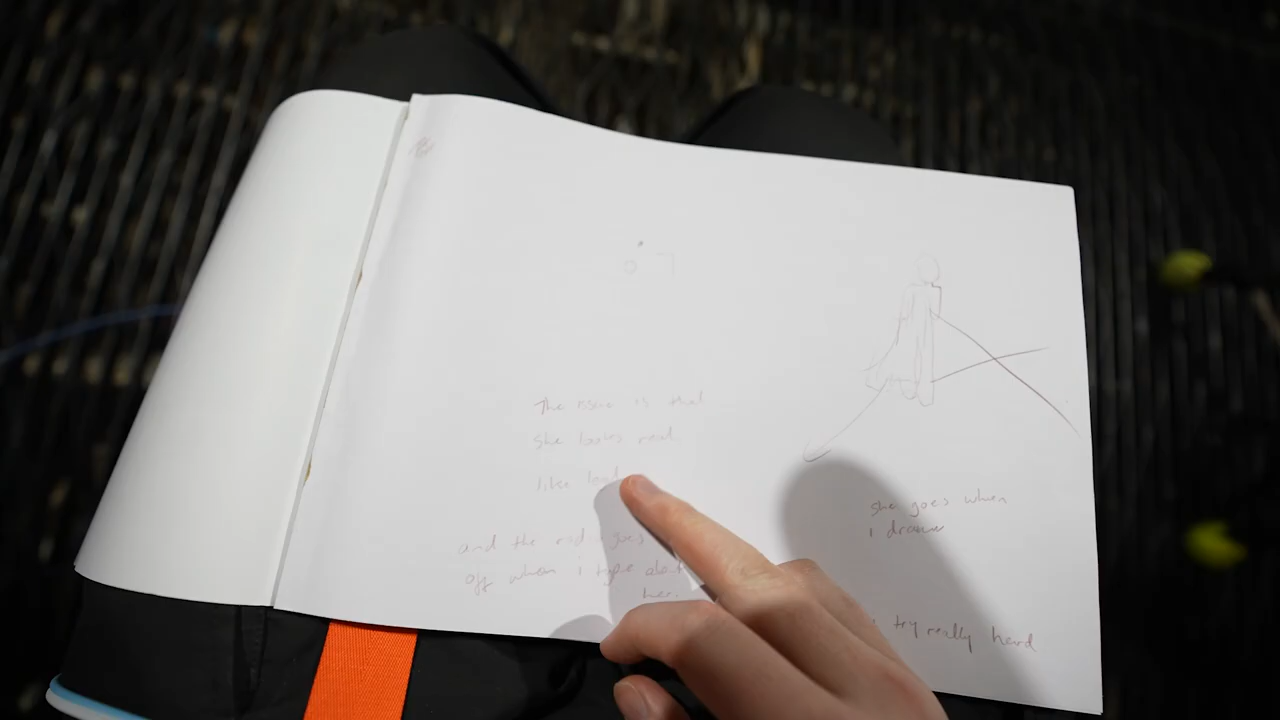 The issue is that
she looks real
like
and the radio goes
off when i type about
her.
she goes when
i draw
try really hard